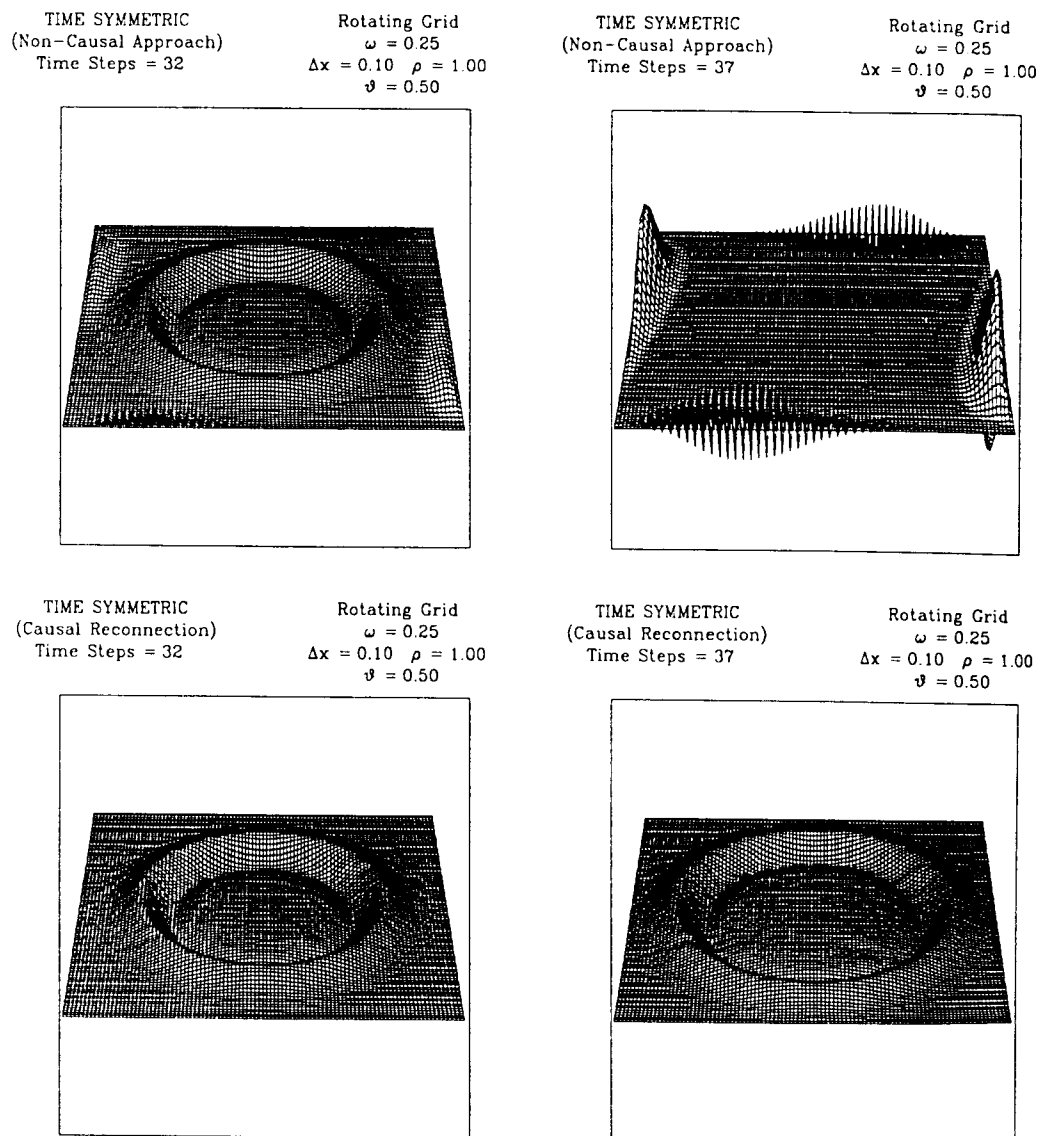 TIME SYMMETRIC
(Non-Causal Approach)
Time Steps = 32
Rotating Grid
ω = 0.25
Δx = 0.10 ρ = 1.00
ϑ = 0.50
TIME SYMMETRIC
(Non-Causal Approach)
Time Steps = 37
Rotating Grid
ω = 0.25
Δx = 0.10 ρ = 1.00
ϑ = 0.50
TIME SYMMETRIC
(Causal Reconnection)
Time Steps = 32
Rotating Grid
ω = 0.25
Δx = 0.10 ρ = 1.00
ϑ = 0.50
TIME SYMMETRIC
(Causal Reconnection)
Time Steps = 37
Rotating Grid
ω = 0.25
Δx = 0.10 ρ = 1.00
ϑ = 0.50